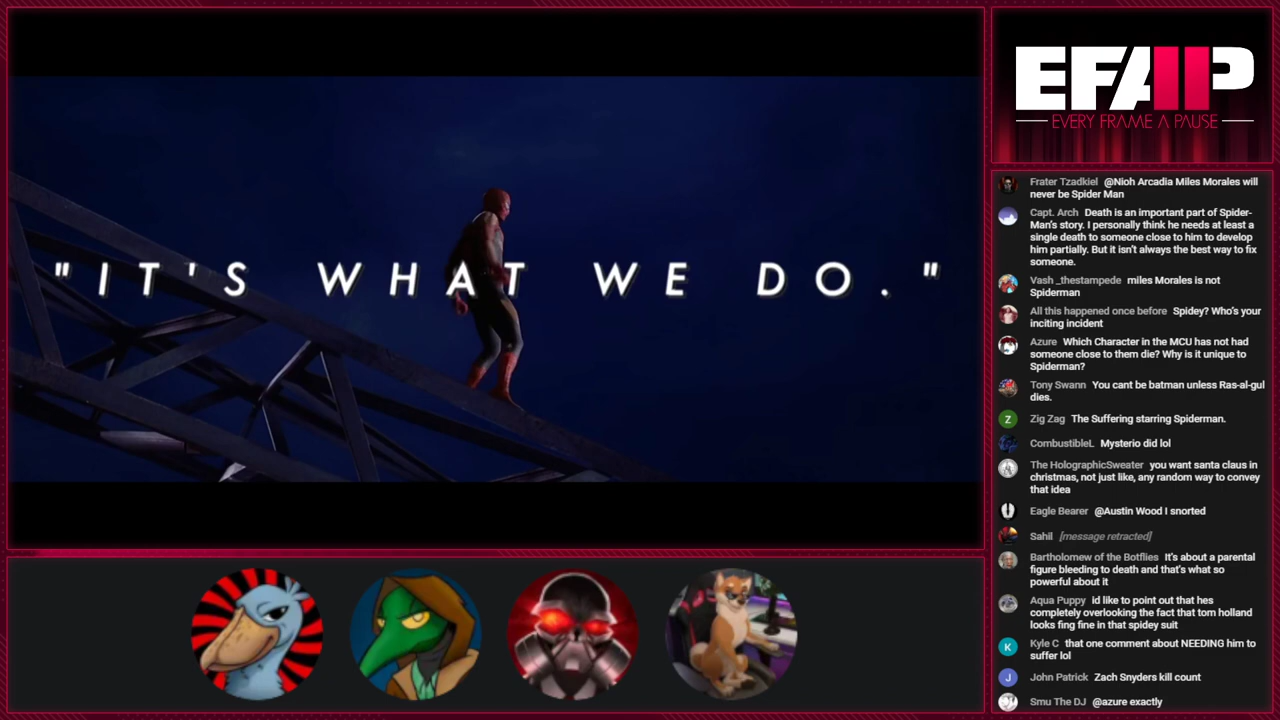 "IT'S WHAT WE DO."
EFAP
EVERY FRAME A PAUSE
Frater Tzadkiel @Nioh Arcadia Miles Morales will
never be Spider Man
Capt. Arch Death is an important part of Spider-
Man's story. I personally think he needs at least a
single death to someone close to him to develop
him partially. But it isn't always the best way to fix
someone.
Vash_thestampede miles Morales is not
Spiderman
All this happened once before Spidey? Who's your
inciting incident
Azure Which Character in the MCU has not had
someone close to them die? Why is it unique to
Spiderman?
Tony Swann You cant be batman unless Ras-al-gul
dies.
Z
Zig Zag The Suffering starring Spiderman.
CombustibleL Mysterio did lol
The HolographicSweater you want santa claus in
christmas, not just like, any random way to convey
that idea
Eagle Bearer @Austin Wood I snorted
Sahil [message retracted]
Bartholomew of the Botflies It's about a parental
figure bleeding to death and that's what so
powerful about it
Aqua Puppy id like to point out that hes
completely overlooking the fact that tom holland
looks fing fine in that spidey suit
K
Kyle C that one comment about NEEDING him to
suffer lol
J
John Patrick Zach Snyders kill count
Smu The DJ @azure exactly